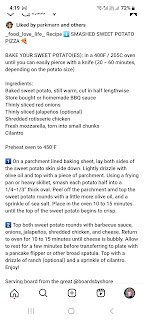 4:19
Liked by parkmiam and others
_food_love_life_ Recipe ⬇️ SMASHED SWEET POTATO PIZZA 🍕
BAKE YOUR SWEET POTATO(ES): In a 400F / 205C oven
until you can easily pierce with a knife (30 – 60 minutes,
depending on the potato size)
Ingredients:
Baked sweet potato, still warm, cut in half lengthwise
Store bought or homemade BBQ sauce
Thinly sliced red onions
Thinly sliced jalapeños (optional)
Shredded rotisserie chicken
Fresh mozzarella, torn into small chunks
Cilantro
Preheat oven to 450°F
1️⃣ On a parchment lined baking sheet, lay both sides of
the sweet potato skin side down. Lightly drizzle with
olive oil and top with a piece of parchment. Using a frying
pan or heavy skillet, smash each potato half into a
1/4-1/3" thick oval. Peel off the parchment and top the
sweet potato rounds with a little more olive oil, and a
sprinkle of sea salt. Place in the oven 10 to 15 minutes
until the top of the sweet potato begins to crisp.
2️⃣ Top both sweet potato rounds with barbecue sauce,
onions, jalapeños, shredded chicken, and cheese. Return
to oven for 10 to 15 minutes until cheese is bubbly. Allow
to rest for a few minutes before transferring to plate with
a pancake flipper or other broad spatula. Top with a
drizzle of ranch (optional) and a sprinkle of cilantro.
Enjoy!
Serving board from the great @boardsbyshore